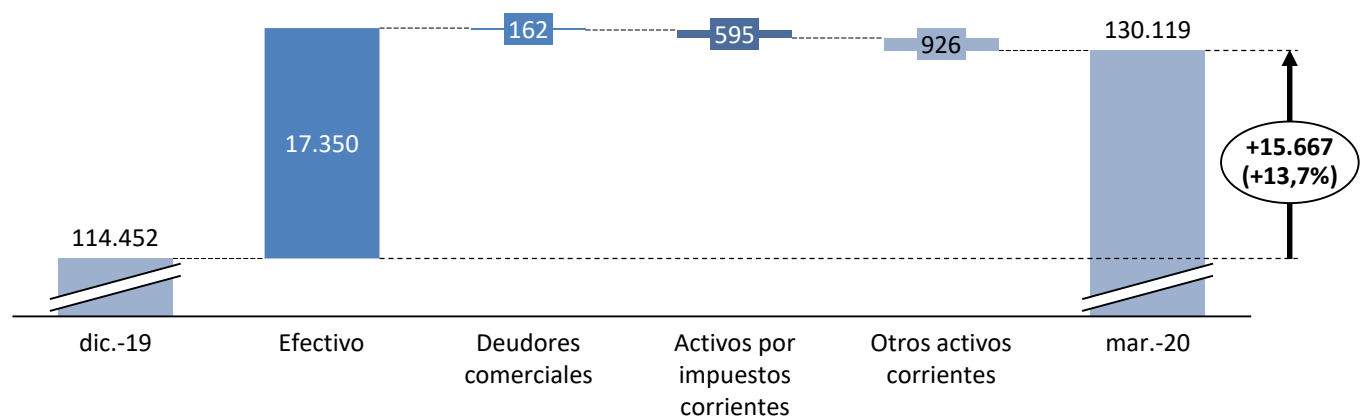 162
595
926
130.119
17.350
+15.667
(+13,7%)
114.452
dic.-19
Efectivo
Deudores
comerciales
Activos por
impuestos
corrientes
Otros activos
corrientes
mar.-20